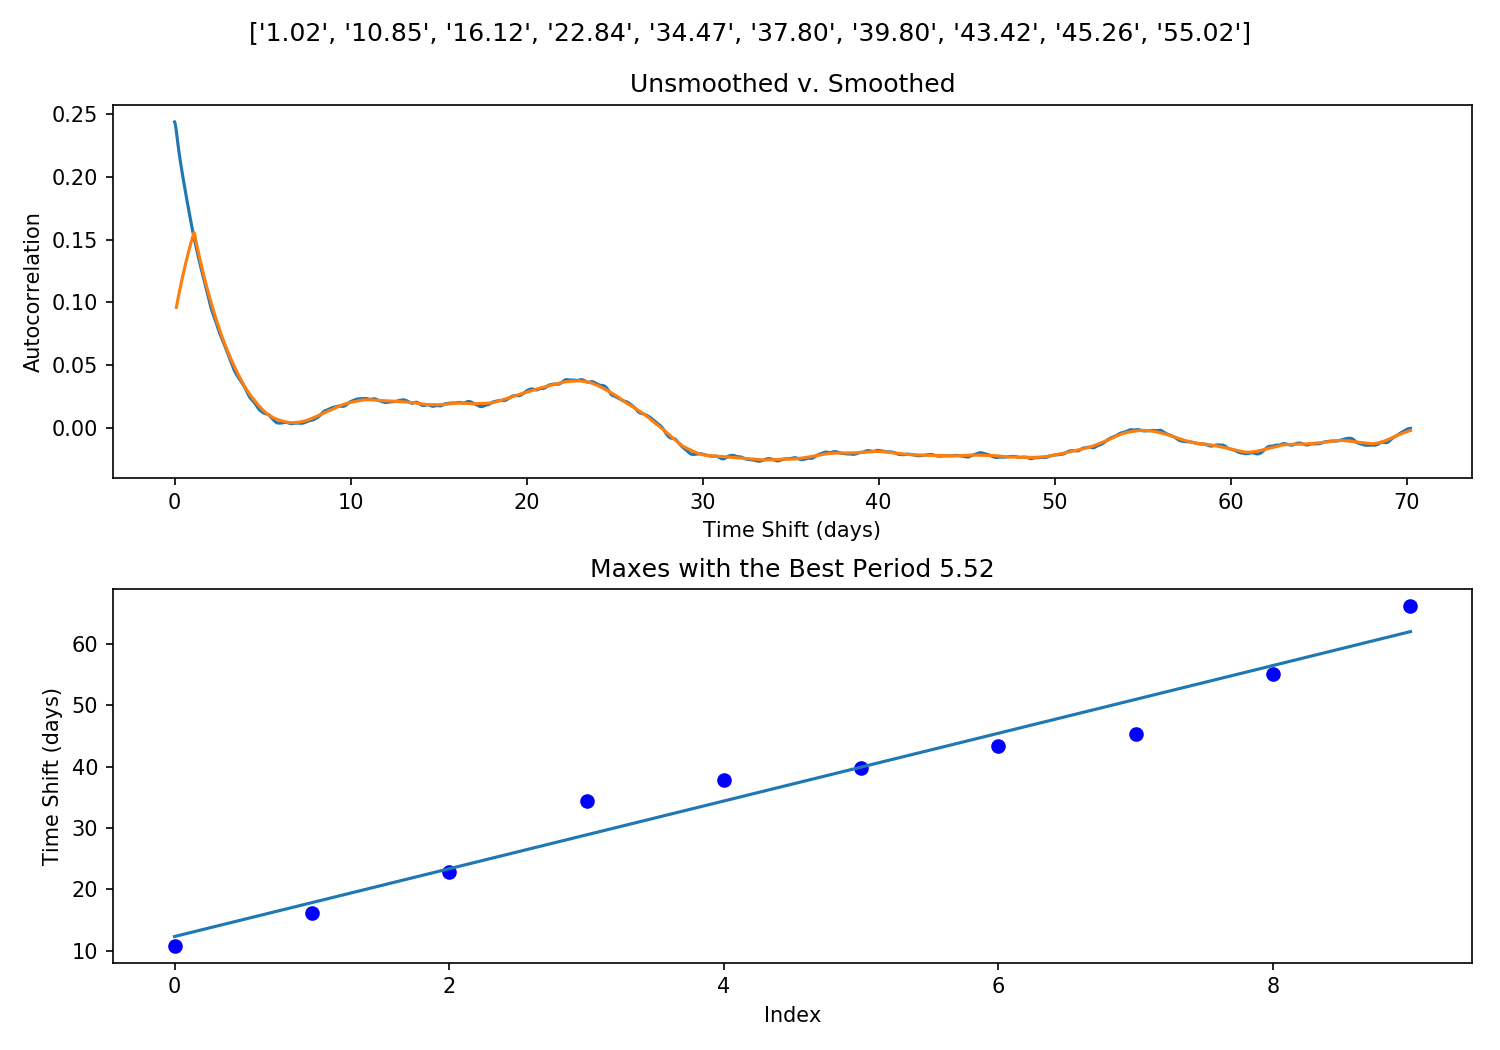 ['1.02', '10.85', '16.12', '22.84', '34.47', '37.80', '39.80', '43.42', '45.26', '55.02']
Unsmoothed v. Smoothed
Autocorrelation
0.25
0.20
0.15
0.10
0.05
0.00
0 10 20 30 40 50 60 70
Time Shift (days)
Maxes with the Best Period 5.52
Time Shift (days)
60
50
40
30
20
10
0 2 4 6 8
Index